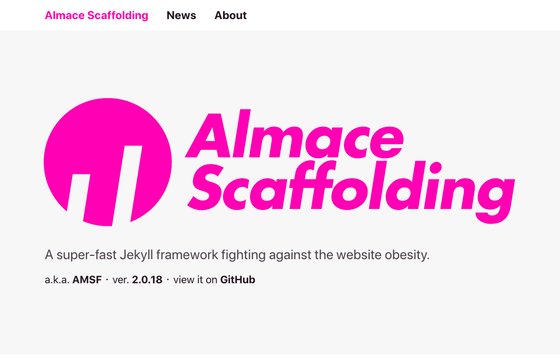 Almace Scaffolding News About
Almace
Scaffolding
A super-fast Jekyll framework fighting against the website obesity.
a.k.a. AMSF · ver. 2.0.18 · view it on GitHub